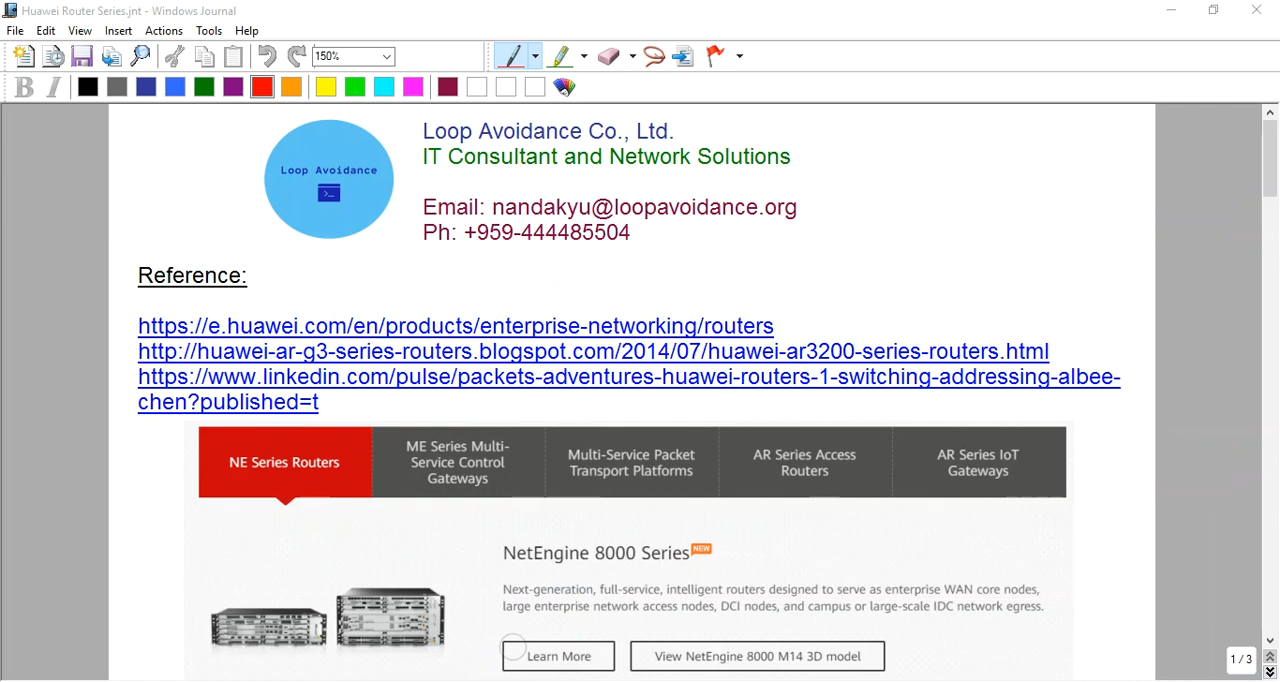 Huawei Router Series.jnt - Windows Journal
File Edit View Insert Actions Tools Help
150%
B I
Loop Avoidance
>_
Loop Avoidance Co., Ltd.
IT Consultant and Network Solutions
Email: nandakyu@loopavoidance.org
Ph: +959-444485504
Reference:
https://e.huawei.com/en/products/enterprise-networking/routers
http://huawei-ar-g3-series-routers.blogspot.com/2014/07/huawei-ar3200-series-routers.html
https://www.linkedin.com/pulse/packets-adventures-huawei-routers-1-switching-addressing-albee-
chen?published=t
NE Series Routers
ME Series Multi-
Service Control
Gateways
Multi-Service Packet
Transport Platforms
AR Series Access
Routers
AR Series IoT
Gateways
NetEngine 8000 Series NEW
Next-generation, full-service, intelligent routers designed to serve as enterprise WAN core nodes,
large enterprise network access nodes, DCI nodes, and campus or large-scale IDC network egress.
Learn More
View NetEngine 8000 M14 3D model
1 / 3